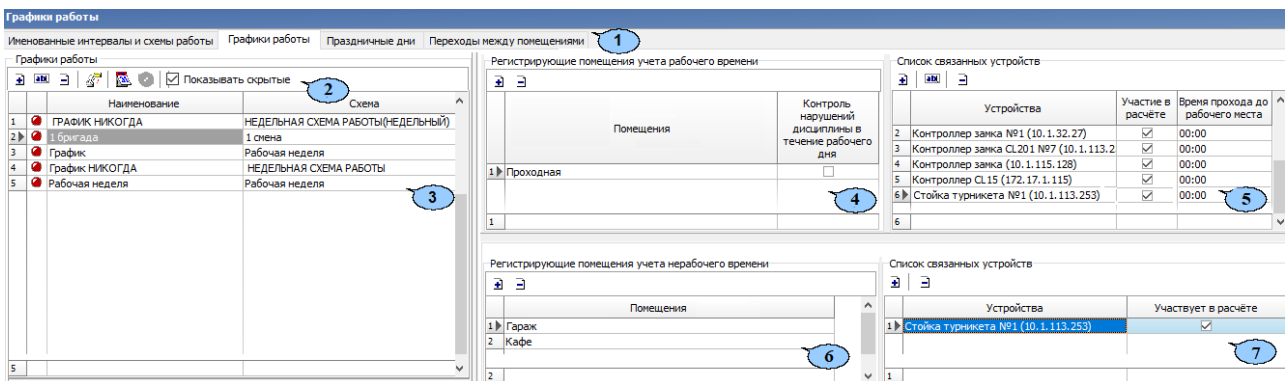 Графики работы
Именованные интервалы и схемы работы Графики работы Праздничные дни Переходы между помещениями 1
Графики работы
Показывать скрытые 2
Наименование Схема
1 ГРАФИК НИКОГДА НЕДЕЛЬНАЯ СХЕМА РАБОТЫ(НЕДЕЛЬНЫЙ)
2 1 бригада 1 смена
3 График Рабочая неделя
4 График НИКОГДА НЕДЕЛЬНАЯ СХЕМА РАБОТЫ
5 Рабочая неделя Рабочая неделя
3
5
Регистрирующие помещения учета рабочего времени
Помещения Контроль нарушений дисциплины в течение рабочего дня
1 Проходная
4
1
Список связанных устройств
abl
Устройства Участие в расчёте Время прохода до рабочего места
2 Контроллер замка №1 (10.1.32.27) 00:00
3 Контроллер замка CL201 №7 (10.1.113.2 00:00
4 Контроллер замка (10.1.115.128) 00:00
5 Контроллер CL15 (172.17.1.115) 00:00
6 Стойка турникета №1 (10.1.113.253) 00:00
5
6
Регистрирующие помещения учета нерабочего времени
Помещения
1 Гараж
2 Кафе
6
2
Список связанных устройств
Устройства Участвует в расчёте
1 Стойка турникета №1 (10.1.113.253)
7
1